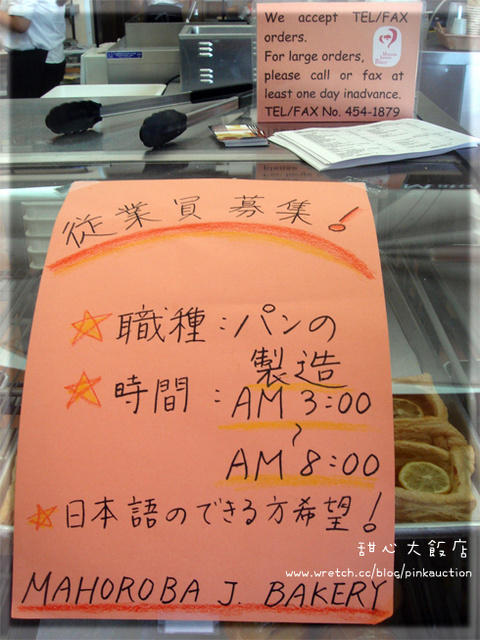 We accept TEL/FAX
orders.
For large orders,
please call or fax at
least one day inadvance.
TEL/FAX No. 454-1879
従業員募集!
職種:パンの
製造
時間:AM 3:00
~
AM 8:00
日本語のできる方希望!
MAHOROBA J. BAKERY
甜心大飯店
www.wretch.cc/blog/pinkauction